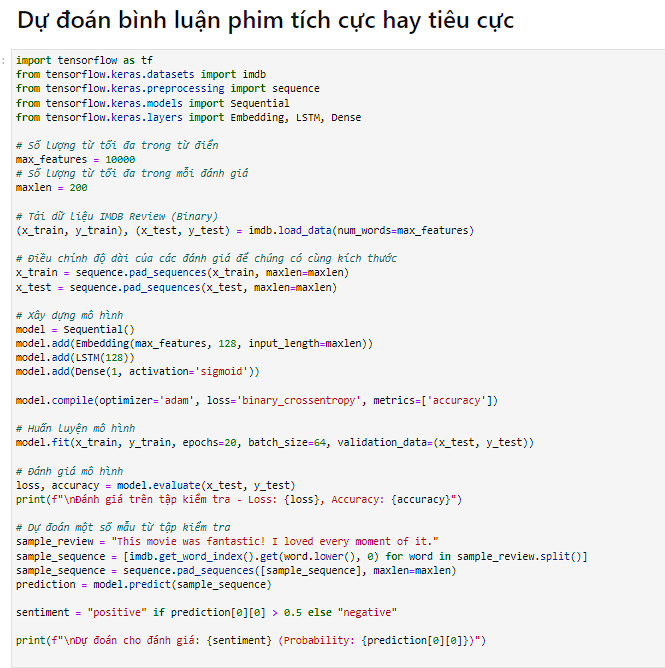 Dự đoán bình luận phim tích cực hay tiêu cực
:
import tensorflow as tf
from tensorflow.keras.datasets import imdb
from tensorflow.keras.preprocessing import sequence
from tensorflow.keras.models import Sequential
from tensorflow.keras.layers import Embedding, LSTM, Dense
# Số lượng từ tối đa trong từ điển
max_features = 10000
# Số lượng từ tối đa trong mỗi đánh giá
maxlen = 200
# Tải dữ liệu IMDB Review (Binary)
(x_train, y_train), (x_test, y_test) = imdb.load_data(num_words=max_features)
# Điều chỉnh độ dài của các đánh giá để chúng có cùng kích thước
x_train = sequence.pad_sequences(x_train, maxlen=maxlen)
x_test = sequence.pad_sequences(x_test, maxlen=maxlen)
# Xây dựng mô hình
model = Sequential()
model.add(Embedding(max_features, 128, input_length=maxlen))
model.add(LSTM(128))
model.add(Dense(1, activation='sigmoid'))
model.compile(optimizer='adam', loss='binary_crossentropy', metrics=['accuracy'])
# Huấn luyện mô hình
model.fit(x_train, y_train, epochs=20, batch_size=64, validation_data=(x_test, y_test))
# Đánh giá mô hình
loss, accuracy = model.evaluate(x_test, y_test)
print(f"\nĐánh giá trên tập kiểm tra - Loss: {loss}, Accuracy: {accuracy}")
# Dự đoán một số mẫu từ tập kiểm tra
sample_review = "This movie was fantastic! I loved every moment of it."
sample_sequence = [imdb.get_word_index().get(word.lower(), 0) for word in sample_review.split()]
sample_sequence = sequence.pad_sequences([sample_sequence], maxlen=maxlen)
prediction = model.predict(sample_sequence)
sentiment = "positive" if prediction[0][0] > 0.5 else "negative"
print(f"\nDự đoán cho đánh giá: {sentiment} (Probability: {prediction[0][0]})")